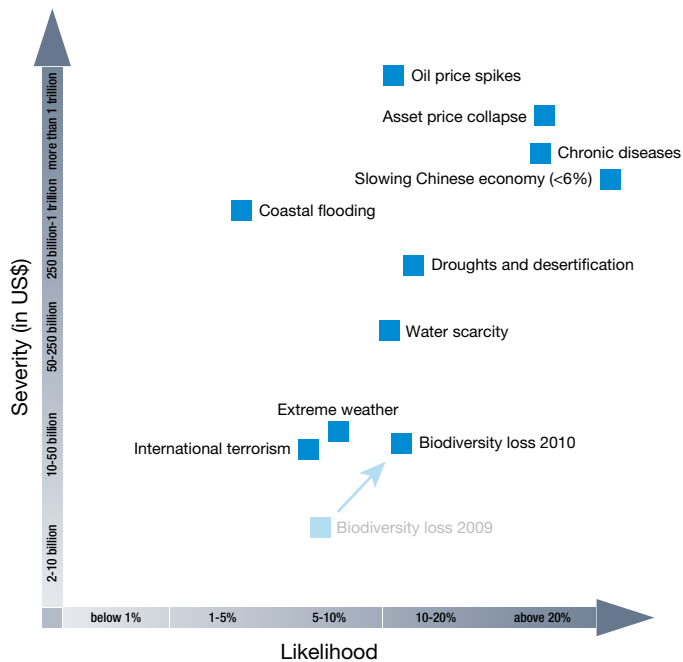 Oil price spikes
Asset price collapse
Chronic diseases
Slowing Chinese economy (<6%)
Coastal flooding
Droughts and desertification
Water scarcity
Extreme weather
International terrorism
Biodiversity loss 2010
Biodiversity loss 2009
Severity (in US$)
more than 1 trillion
250 billion-1 trillion
50-250 billion
10-50 billion
2-10 billion
below 1%
1-5%
5-10%
10-20%
above 20%
Likelihood